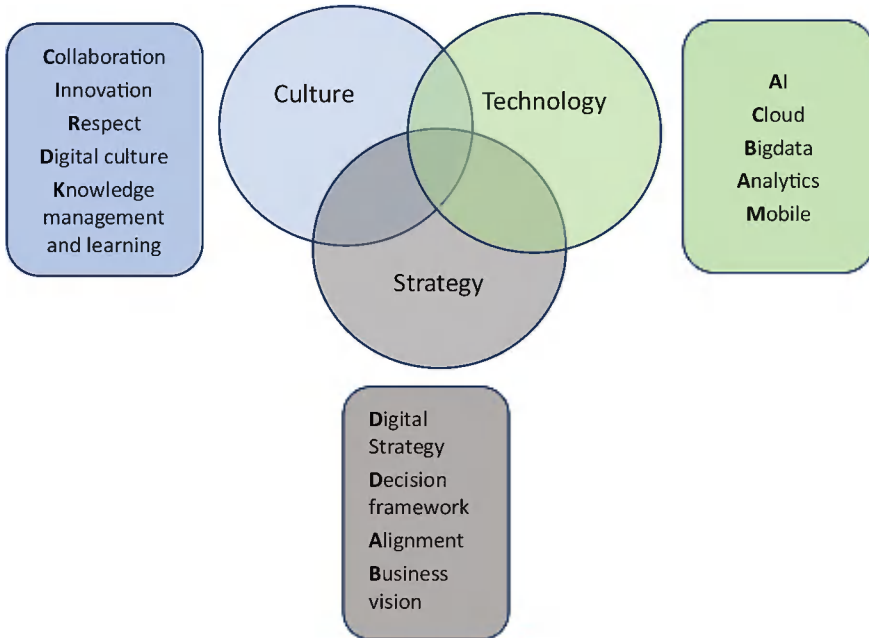 Collaboration
Innovation
Respect
Digital culture
Knowledge
management
and learning
Culture
Technology
Strategy
AI
Cloud
Bigdata
Analytics
Mobile
Digital
Strategy
Decision
framework
Alignment
Business
vision